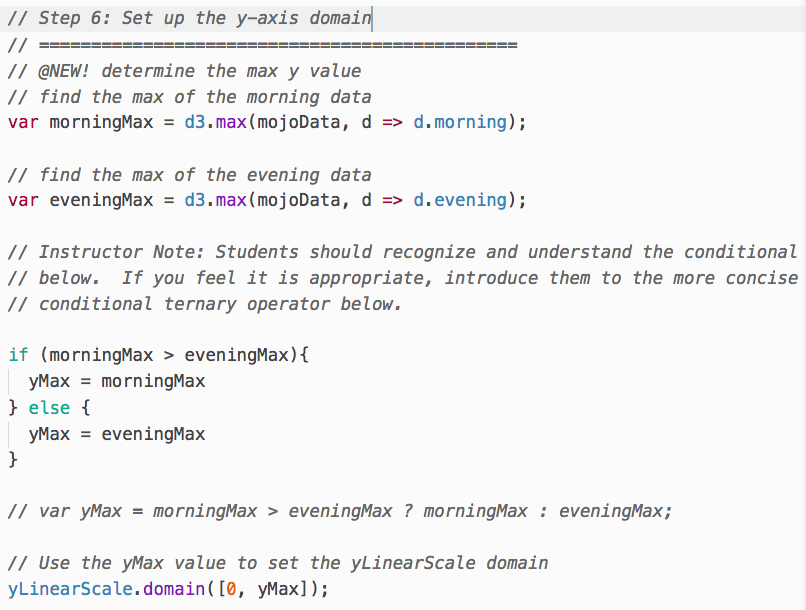 // Step 6: Set up the y-axis domain
// ==============================================
// @NEW! determine the max y value
// find the max of the morning data
var morningMax = d3.max(mojoData, d => d.morning);
// find the max of the evening data
var eveningMax = d3.max(mojoData, d => d.evening);
// Instructor Note: Students should recognize and understand the conditional
// below.  If you feel it is appropriate, introduce them to the more concise
// conditional ternary operator below.
if (morningMax > eveningMax){
  yMax = morningMax
} else {
  yMax = eveningMax
}
// var yMax = morningMax > eveningMax ? morningMax : eveningMax;
// Use the yMax value to set the yLinearScale domain
yLinearScale.domain([0, yMax]);